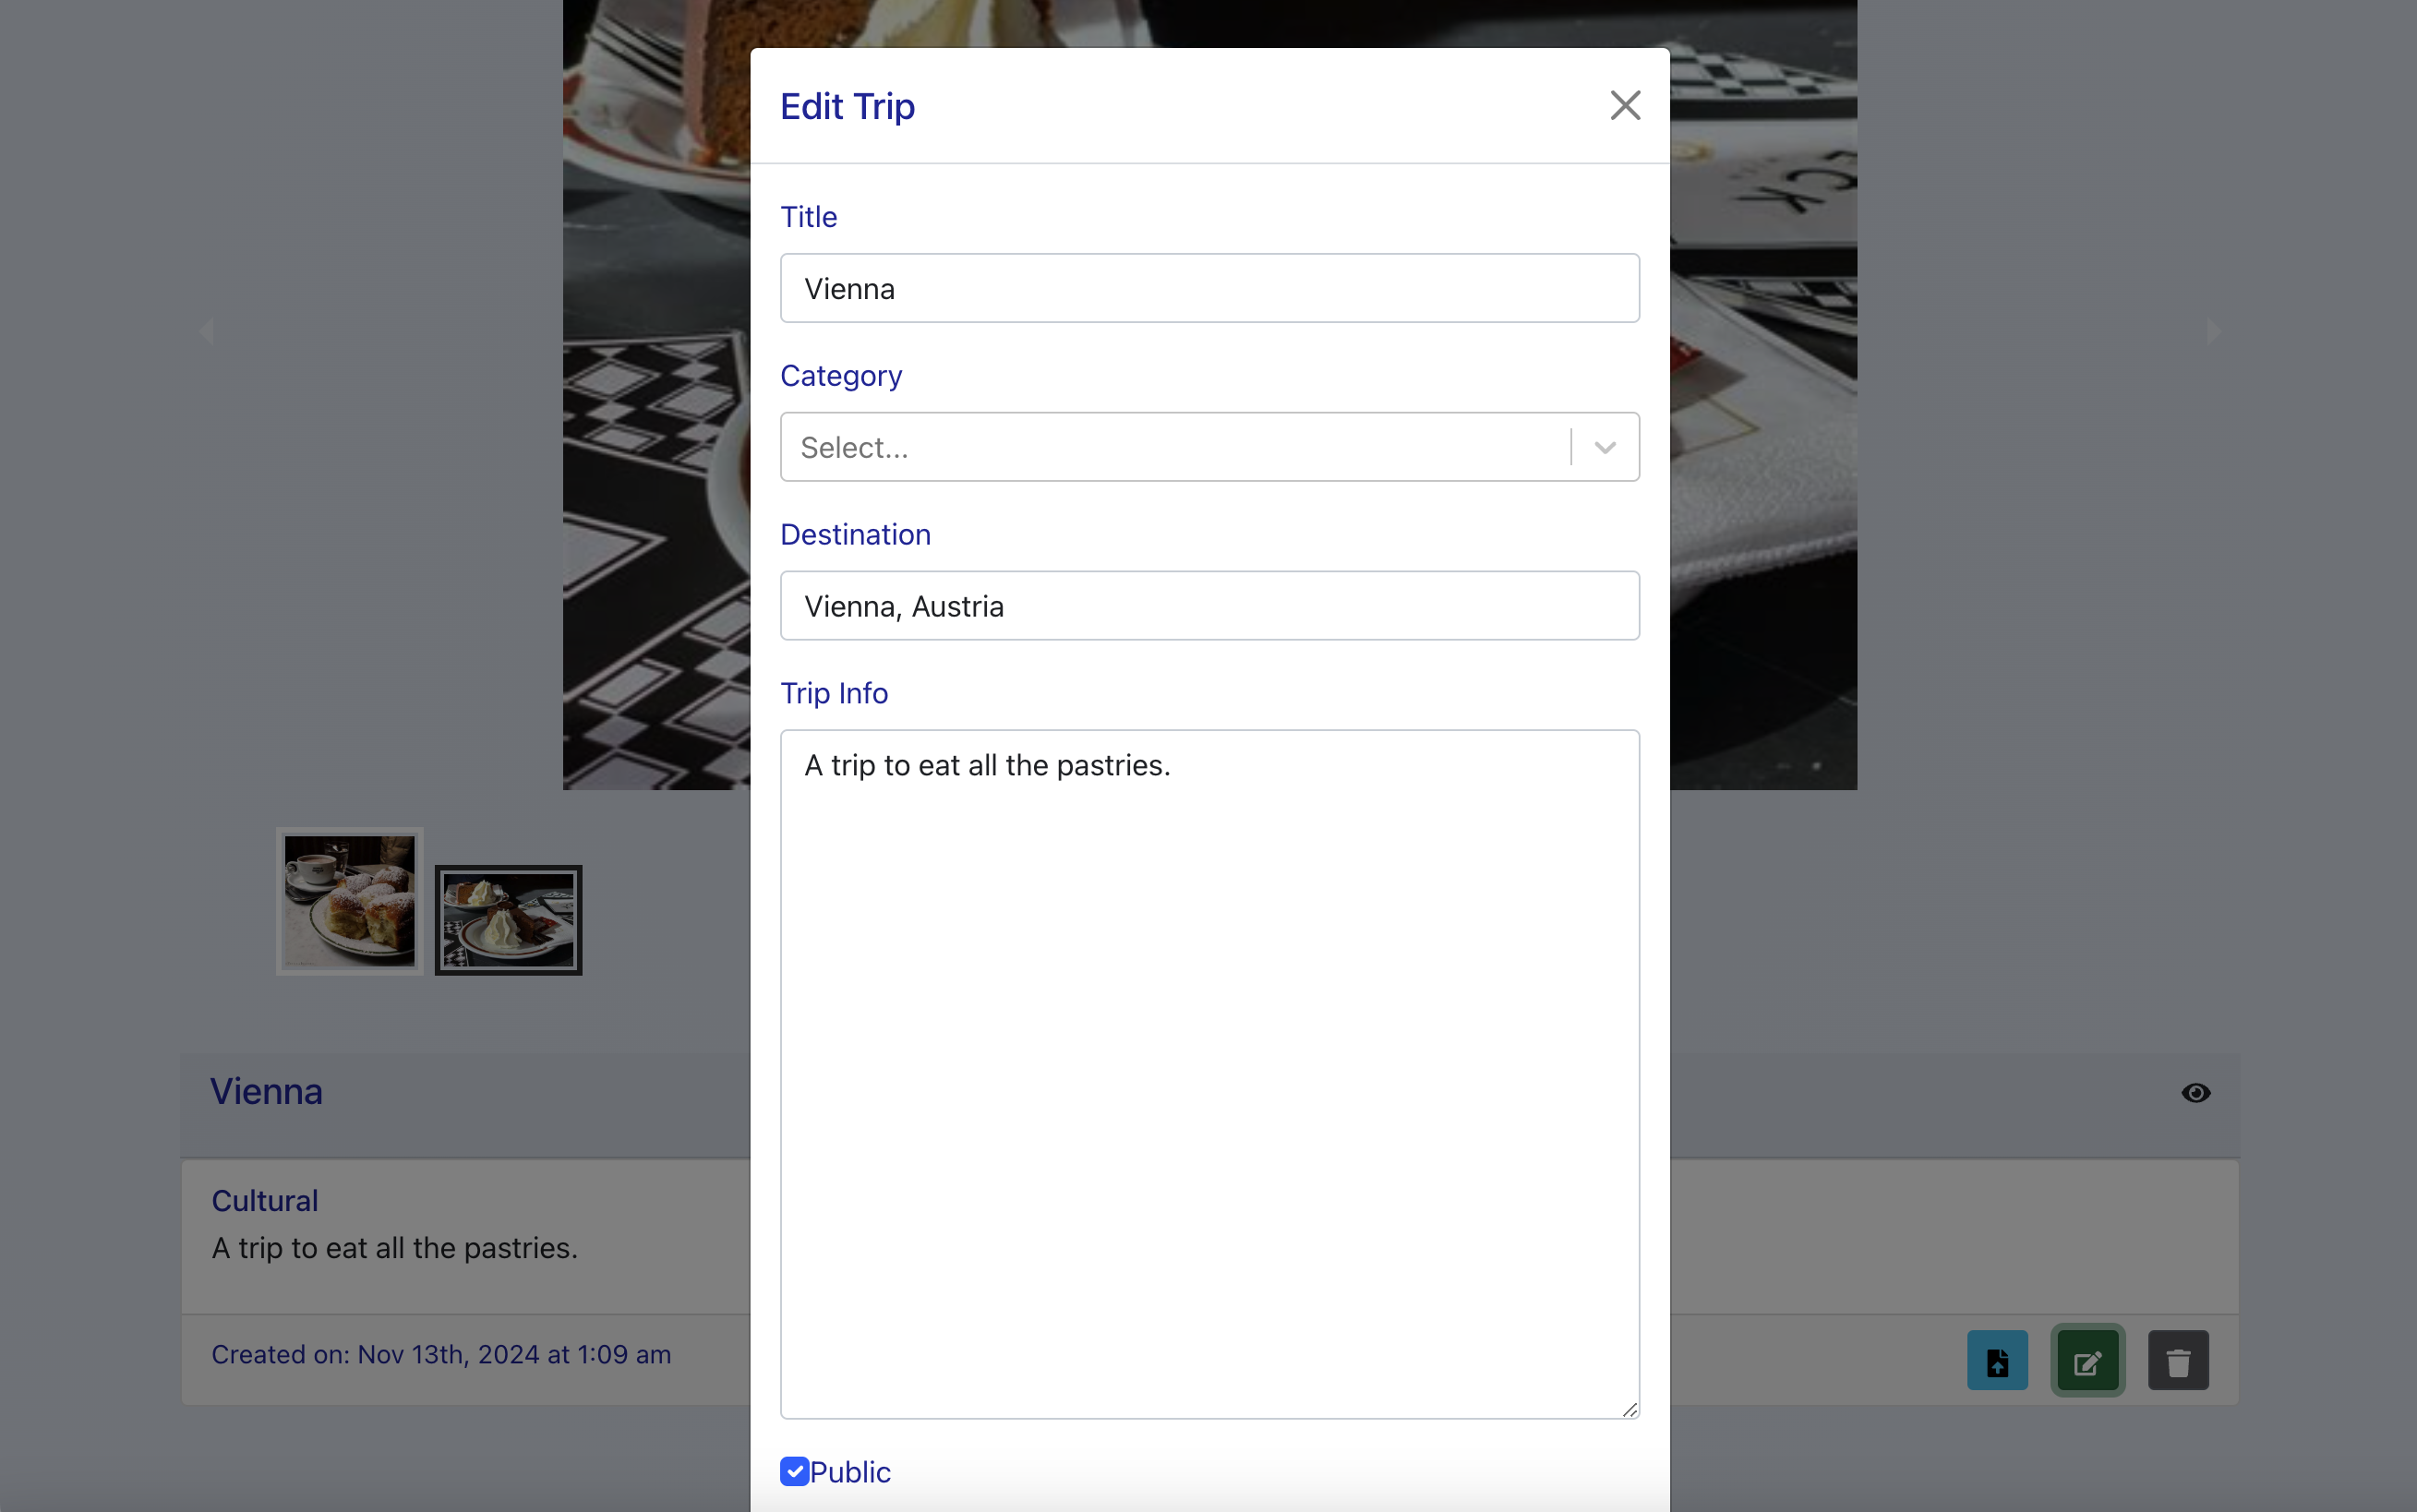 Edit Trip
Title
Vienna
Category
Select...
Destination
Vienna, Austria
Trip Info
A trip to eat all the pastries.
Public
Vienna
Cultural
A trip to eat all the pastries.
Created on: Nov 13th, 2024 at 1:09 am